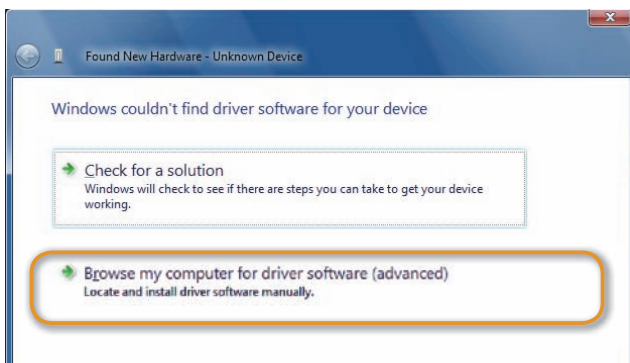 Found New Hardware - Unknown Device
Windows couldn't find driver software for your device
Check for a solution
Windows will check to see if there are steps you can take to get your device
working.
Browse my computer for driver software (advanced)
Locate and install driver software manually.